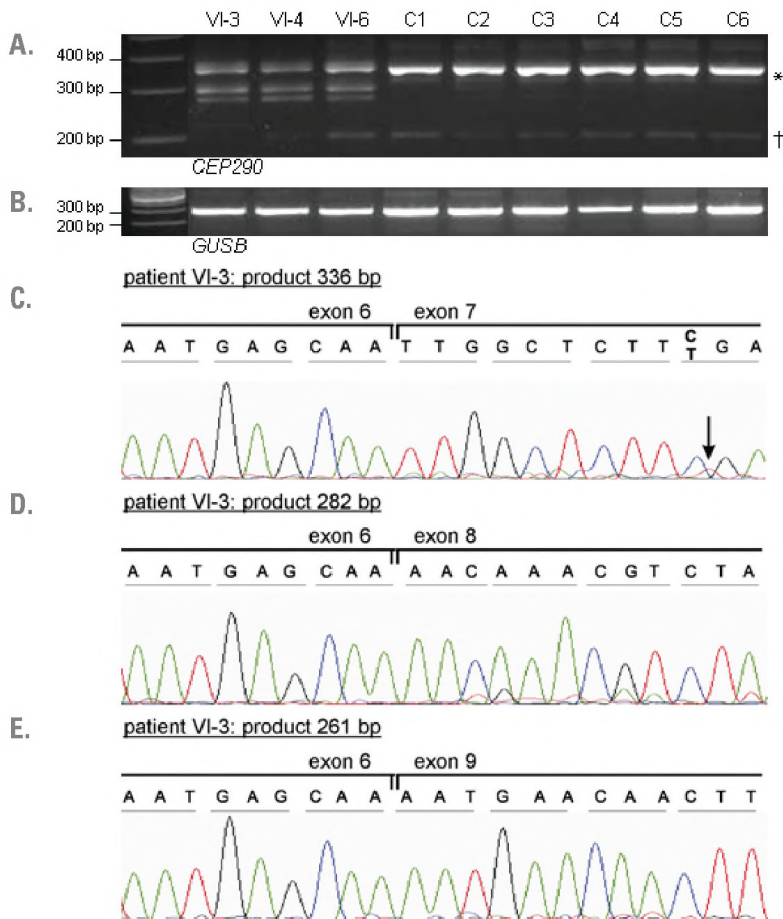 VI-3 VI-4 VI-6 C1 C2 C3 C4 C5 C6
A.
400 bp
300 bp
*
200 bp
†
CEP290
B.
300 bp
200 bp
GUSB
patient VI-3: product 336 bp
C.
exon 6 exon 7
A A T G A G C A A T T G G C T C T T C G A
T
patient VI-3: product 282 bp
D.
exon 6 exon 8
A A T G A G C A A A A C A A A C G T C T A
patient VI-3: product 261 bp
E.
exon 6 exon 9
A A T G A G C A A A A T G A A C A A C T T